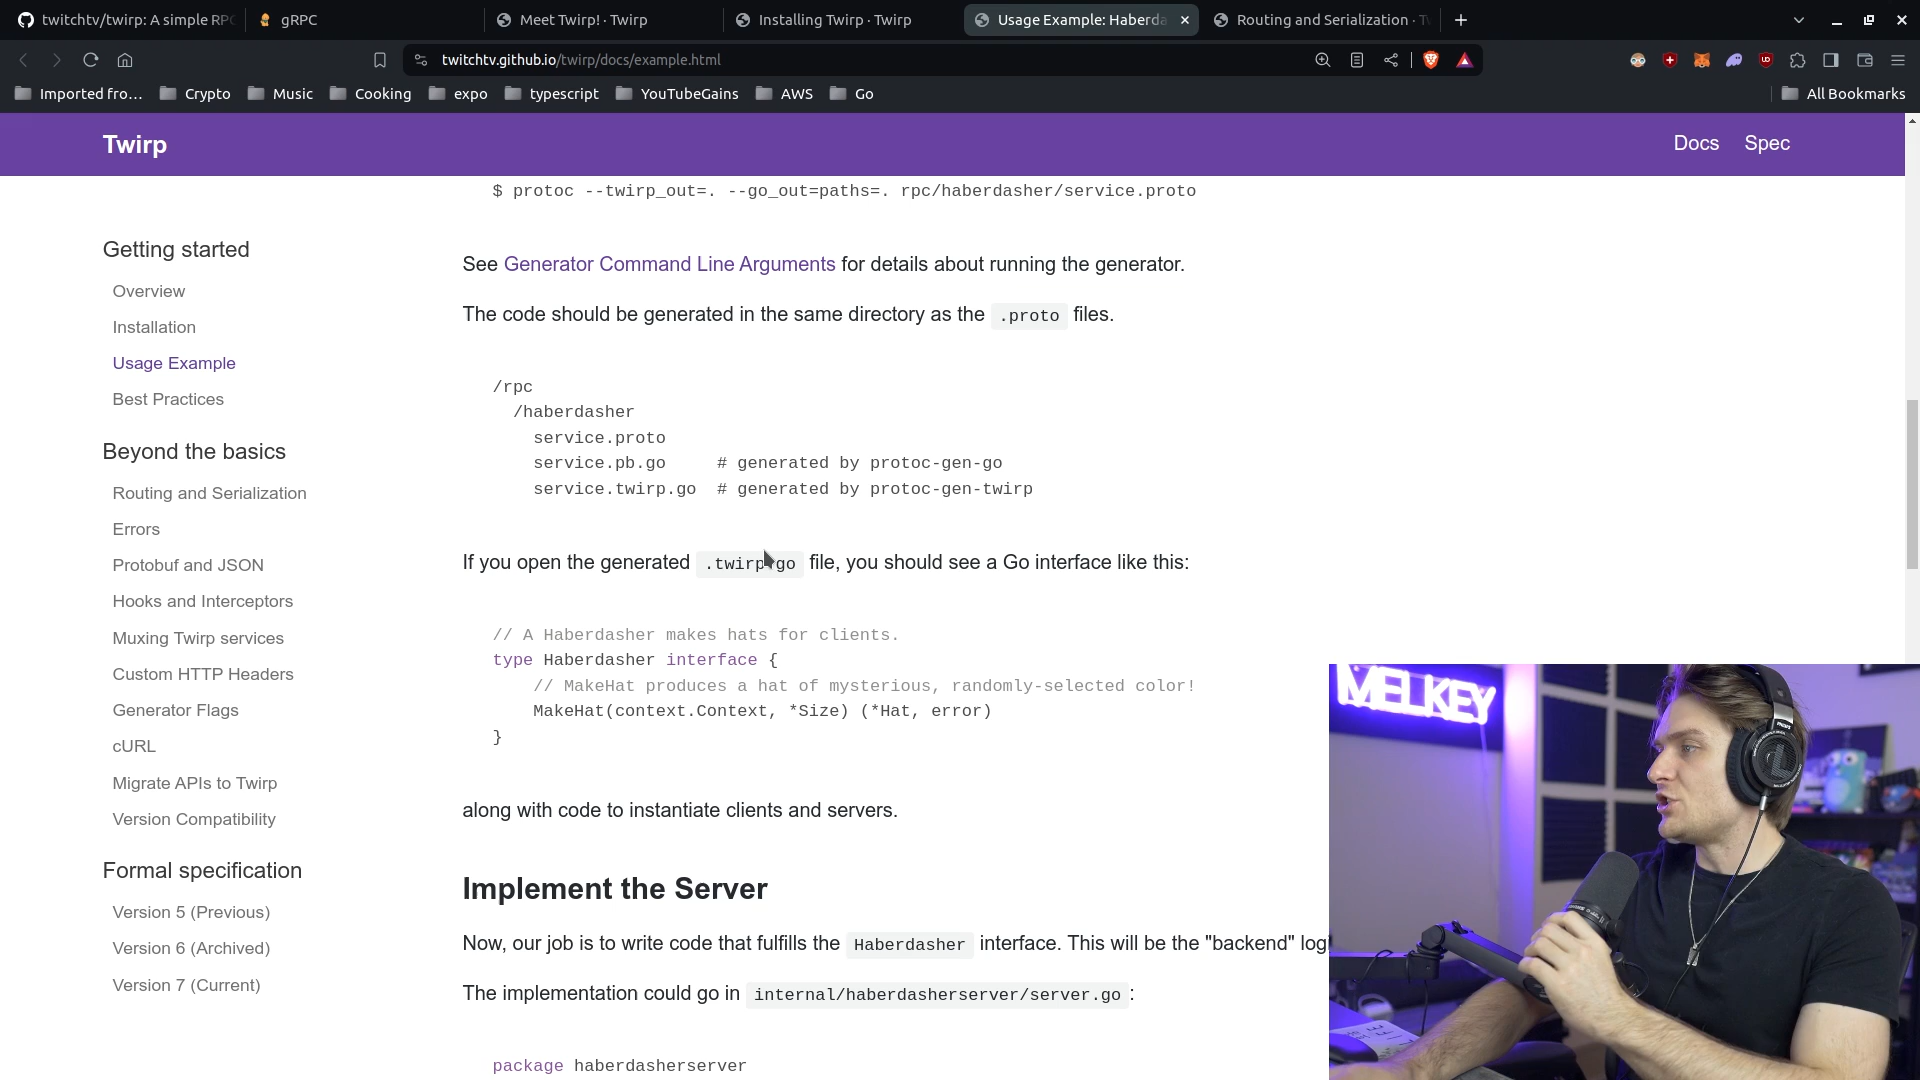 twitchtv/twirp: A simple RPC
gRPC
Meet Twirp! · Twirp
Installing Twirp · Twirp
Usage Example: Haberda
Routing and Serialization ·
twitchtv.github.io/twirp/docs/example.html
Imported fro...
Crypto
Music
Cooking
expo
typescript
YouTubeGains
AWS
Go
All Bookmarks
Twirp
Docs
Spec
Getting started
Overview
Installation
Usage Example
Best Practices
Beyond the basics
Routing and Serialization
Errors
Protobuf and JSON
Hooks and Interceptors
Muxing Twirp services
Custom HTTP Headers
Generator Flags
cURL
Migrate APIs to Twirp
Version Compatibility
Formal specification
Version 5 (Previous)
Version 6 (Archived)
Version 7 (Current)
$ protoc --twirp_out=. --go_out=paths=. rpc/haberdasher/service.proto
See Generator Command Line Arguments for details about running the generator.
The code should be generated in the same directory as the .proto files.
/rpc
/haberdasher
service.proto
service.pb.go # generated by protoc-gen-go
service.twirp.go # generated by protoc-gen-twirp
If you open the generated .twirp.go file, you should see a Go interface like this:
// A Haberdasher makes hats for clients.
type Haberdasher interface {
// MakeHat produces a hat of mysterious, randomly-selected color!
MakeHat(context.Context, *Size) (*Hat, error)
}
along with code to instantiate clients and servers.
Implement the Server
Now, our job is to write code that fulfills the Haberdasher interface. This will be the "backend" logi
The implementation could go in internal/haberdasherserver/server.go:
package haberdasherserver
MELKEY